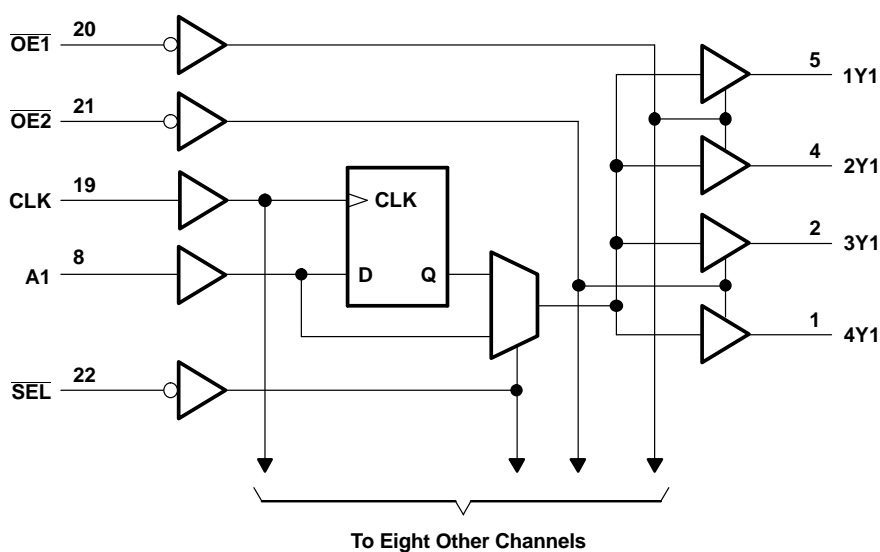 OE1 20
OE2 21
CLK 19
A1 8
SEL 22
CLK
D Q
5 1Y1
4 2Y1
2 3Y1
1 4Y1
To Eight Other Channels